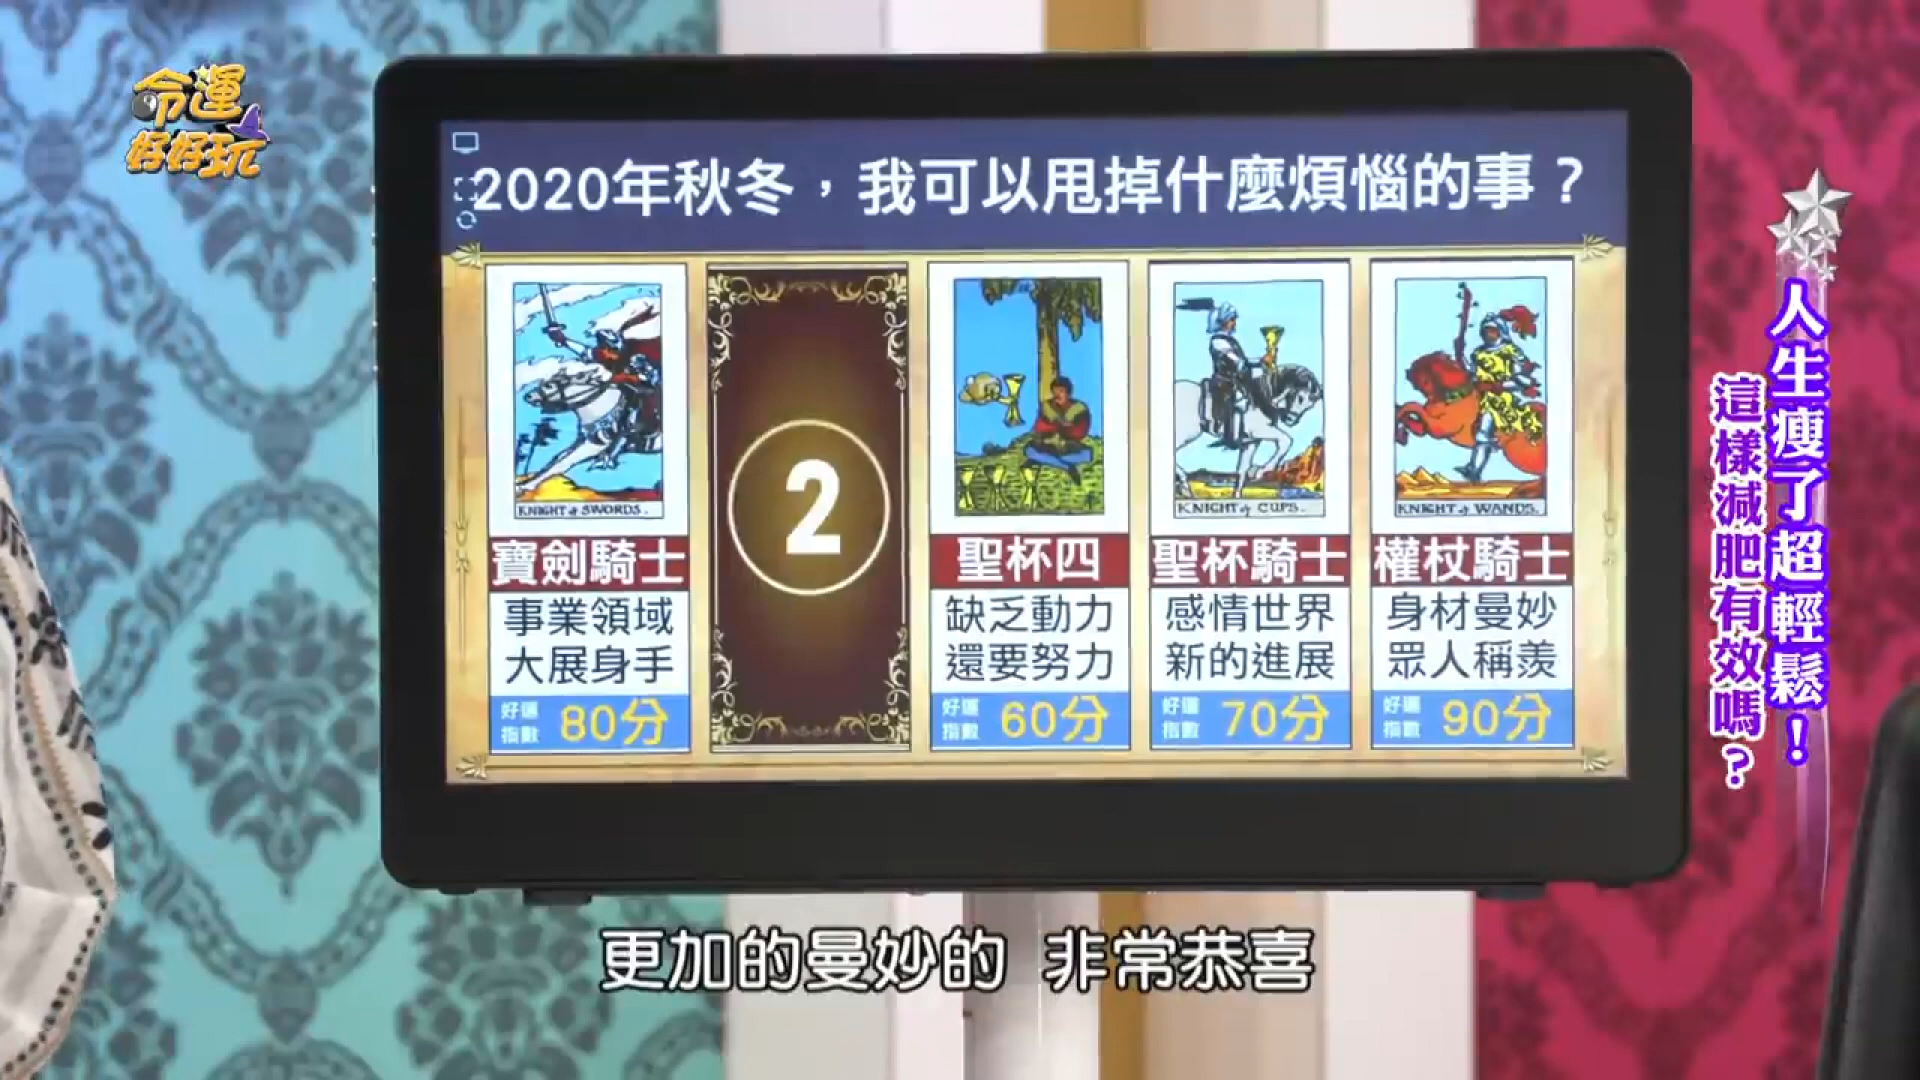 命運
好好玩
2020年秋冬，我可以甩掉什麼煩惱的事？
KNIGHT of SWORDS.
寶劍騎士
事業領域
大展身手
好運
指數
80分
2
聖杯四
缺乏動力
還要努力
好運
指數
60分
KNIGHT of CUPS.
聖杯騎士
感情世界
新的進展
好運
指數
70分
KNIGHT of WANDS.
權杖騎士
身材曼妙
眾人稱羨
好運
指數
90分
人生瘦了超輕鬆！
這樣減肥有效嗎？
更加的曼妙的 非常恭喜